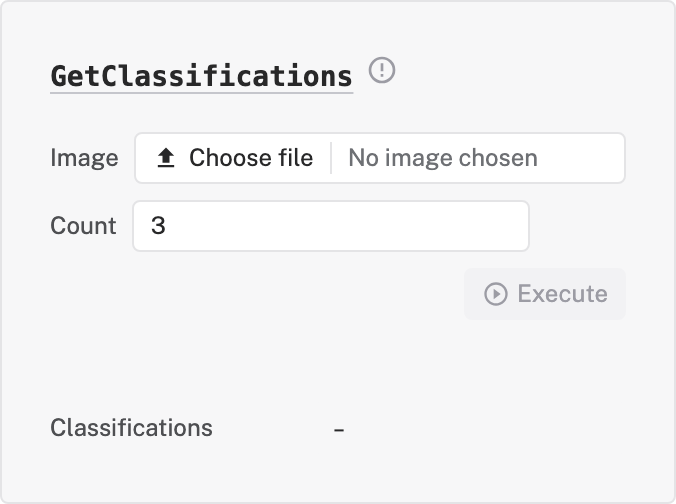 GetClassifications
Image Choose file No image chosen
Count 3
Execute
Classifications –